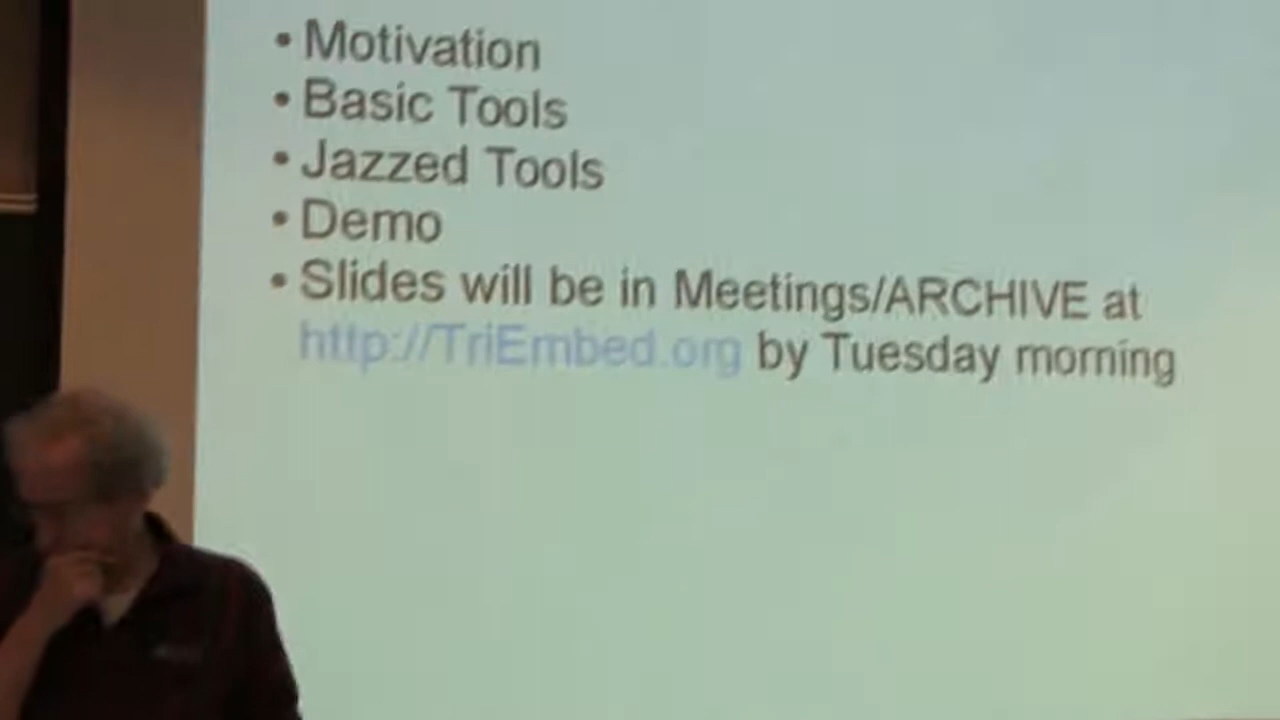 • Motivation
• Basic Tools
• Jazzed Tools
• Demo
• Slides will be in Meetings/ARCHIVE at
http://TriEmbed.org by Tuesday morning